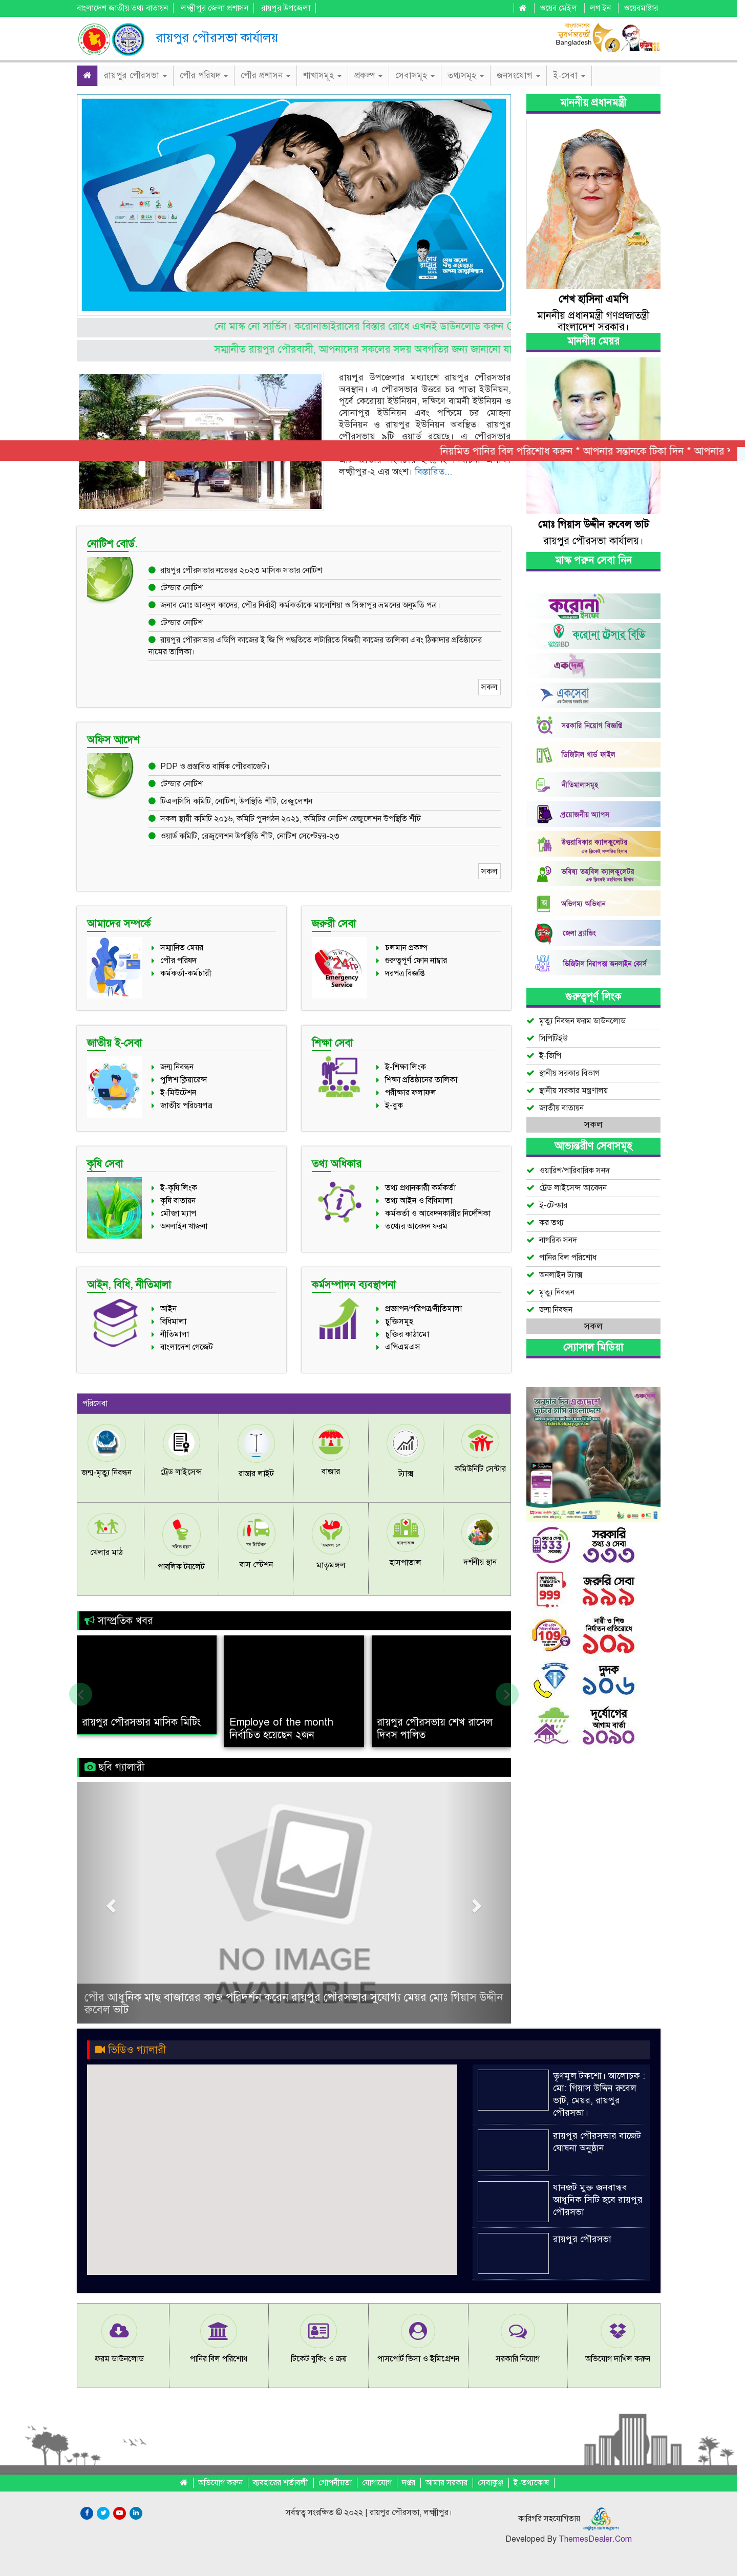 বাংলাদেশ জাতীয় তথ্য বাতায়ন
লক্ষ্মীপুর জেলা প্রশাসন
রায়পুর উপজেলা
ওয়েব মেইল
লগ ইন
ওয়েবমাষ্টার
রায়পুর পৌরসভা কার্যালয়
Bangladesh
রায়পুর পৌরসভা
পৌর পরিষদ
পৌর প্রশাসন
শাখাসমূহ
প্রকল্প
সেবাসমূহ
তথ্যসমূহ
জনসংযোগ
ই-সেবা
মাননীয় প্রধানমন্ত্রী
শেখ হাসিনা এমপি
মাননীয় প্রধানমন্ত্রী গণপ্রজাতন্ত্রী
বাংলাদেশ সরকার।
নো মাস্ক নো সার্ভিস। করোনাভাইরাসের বিস্তার রোধে এখনই ডাউনলোড করুন
সম্মানীত রায়পুর পৌরবাসী, আপনাদের সকলের সদয় অবগতির জন্য জানানো
মাননীয় মেয়র
রায়পুর উপজেলার মধ্যাংশে রায়পুর পৌরসভার
অবস্থান। এ পৌরসভার উত্তরে চর পাতা ইউনিয়ন,
পূর্বে কেরোয়া ইউনিয়ন, দক্ষিণে বামনী ইউনিয়ন ও
সোনাপুর ইউনিয়ন এবং পশ্চিমে চর মোহনা
ইউনিয়ন ও রায়পুর ইউনিয়ন অবস্থিত। রায়পুর
পৌরসভায় ৯টি ওয়ার্ড রয়েছে। এ পৌরসভার
নিয়মিত পানির বিল পরিশোধ করুন * আপনার সন্তানকে টিকা দিন * আপনার
লক্ষ্মীপুর-২ এর অংশ। বিস্তারিত...
মোঃ গিয়াস উদ্দীন রুবেল ভাট
রায়পুর পৌরসভা কার্যালয়।
মাস্ক পরুন সেবা নিন
নোটিশ বোর্ড.
রায়পুর পৌরসভার নভেম্বর ২০২৩ মাসিক সভার নোটিশ
টেন্ডার নোটিশ
জনাব মোঃ আবদুল কাদের, পৌর নির্বাহী কর্মকর্তাকে মালেশিয়া ও সিঙ্গাপুর ভ্রমনের অনুমতি পত্র।
টেন্ডার নোটিশ
রায়পুর পৌরসভার এডিপি কাজের ই জি পি পদ্ধতিতে লটারিতে বিজয়ী কাজের তালিকা এবং ঠিকাদার প্রতিষ্ঠানের
নামের তালিকা।
সকল
করোনা
ইনফো
করোনা ট্রেসার বিডি
একদেশ
একসেবা
সরকারি নিয়োগ বিজ্ঞপ্তি
ডিজিটাল গার্ড ফাইল
নীতিমালাসমূহ
প্রয়োজনীয় অ্যাপস
উত্তরাধিকার ক্যালকুলেটর
ভবিষ্য তহবিল ক্যালকুলেটর
অভিগম্য অভিধান
জেলা ব্র্যান্ডিং
ডিজিটাল নিরাপত্তা অনলাইন কোর্স
অফিস আদেশ
PDP ও প্রস্তাবিত বার্ষিক পৌরবাজেট।
টেন্ডার নোটিশ
টিএলসিসি কমিটি, নোটিশ, উপস্থিতি শীট, রেজুলেশন
সকল স্থায়ী কমিটি ২০১৬, কমিটি পুনগঠন ২০২১, কমিটির নোটিশ রেজুলেশন উপস্থিতি শীট
ওয়ার্ড কমিটি, রেজুলেশন উপস্থিতি শীট, নোটিশ সেপ্টেম্বর-২৩
সকল
আমাদের সম্পর্কে
সম্মানিত মেয়র
পৌর পরিষদ
কর্মকর্তা-কর্মচারী
জরুরী সেবা
24hr
Emergency
Service
চলমান প্রকল্প
গুরুত্বপূর্ণ ফোন নাম্বার
দরপত্র বিজ্ঞপ্তি
গুরুত্বপূর্ণ লিংক
মৃত্যু নিবন্ধন ফরম ডাউনলোড
সিপিটিইউ
ই-জিপি
স্থানীয় সরকার বিভাগ
স্থানীয় সরকার মন্ত্রণালয়
জাতীয় বাতায়ন
সকল
জাতীয় ই-সেবা
জন্ম নিবন্ধন
পুলিশ ক্লিয়ারেন্স
ই-মিউটেশন
জাতীয় পরিচয়পত্র
শিক্ষা সেবা
ই-শিক্ষা লিংক
শিক্ষা প্রতিষ্ঠানের তালিকা
পরীক্ষার ফলাফল
ই-বুক
আভ্যন্তরীণ সেবাসমূহ
ওয়ারিশ/পারিবারিক সনদ
ট্রেড লাইসেন্স আবেদন
ই-টেন্ডার
কর তথ্য
নাগরিক সনদ
পানির বিল পরিশোধ
অনলাইন ট্যাক্স
মৃত্যু নিবন্ধন
জন্ম নিবন্ধন
সকল
কৃষি সেবা
ই-কৃষি লিংক
কৃষি বাতায়ন
মৌজা ম্যাপ
অনলাইন খাজনা
তথ্য অধিকার
তথ্য প্রধানকারী কর্মকর্তা
তথ্য আইন ও বিধিমালা
কর্মকর্তা ও আবেদনকারীর নির্দেশিকা
তথ্যের আবেদন ফরম
আইন, বিধি, নীতিমালা
আইন
বিধিমালা
নীতিমালা
বাংলাদেশ গেজেট
কর্মসম্পাদন ব্যবস্থাপনা
প্রজ্ঞাপন/পরিপত্র/নীতিমালা
চুক্তিসমূহ
চুক্তির কাঠামো
এপিএমএস
সোসাল মিডিয়া
পরিসেবা
জন্ম-মৃত্যু নিবন্ধন
ট্রেড লাইসেন্স
রাস্তার লাইট
বাজার
ট্যাক্স
কমিউনিটি সেন্টার
খেলার মাঠ
পাবলিক টয়লেট
বাস স্টেশন
মাতৃমঙ্গল
হাসপাতাল
দর্শনীয় স্থান
সরকারি
তথ্য ও সেবা
333
৩৩৩
999
জরুরি সেবা
৯৯৯
109
নারী ও শিশু
নির্যাতন প্রতিরোধে
১০৯
দুদক
১০৬
দূর্যোগের
আগাম বার্তা
১০৯০
সাম্প্রতিক খবর
রায়পুর পৌরসভার মাসিক মিটিং
Employe of the month
নির্বাচিত হয়েছেন ২জন
রায়পুর পৌরসভায় শেখ রাসেল
দিবস পালিত
ছবি গ্যালারী
NO IMAGE
AVAILABLE
পৌর আধুনিক মাছ বাজারের কাজ পরিদর্শন করেন রায়পুর পৌরসভার সুযোগ্য মেয়র মোঃ গিয়াস উদ্দীন
রুবেল ভাট
ভিডিও গ্যালারী
তৃণমুল টকশো। আলোচক :
মো: গিয়াস উদ্দিন রুবেল
ভাট, মেয়র, রায়পুর
পৌরসভা।
রায়পুর পৌরসভার বাজেট
ঘোষনা অনুষ্ঠান
যানজট মুক্ত জনবান্ধব
আধুনিক সিটি হবে রায়পুর
পৌরসভা
রায়পুর পৌরসভা
ফরম ডাউনলোড
পানির বিল পরিশোধ
টিকেট বুকিং ও ক্রয়
পাসপোর্ট ভিসা ও ইমিগ্রেশন
সরকারি নিয়োগ
অভিযোগ দাখিল করুন
অভিযোগ করুন
ব্যবহারের শর্তাবলী
গোপনীয়তা
যোগাযোগ
দপ্তর
আমার সরকার
সেবাকুঞ্জ
ই-তথ্যকোষ
সর্বস্বত্ব সংরক্ষিত © ২০২২ | রায়পুর পৌরসভা, লক্ষ্মীপুর।
কারিগরি সহযোগিতায়
Developed By ThemesDealer.Com